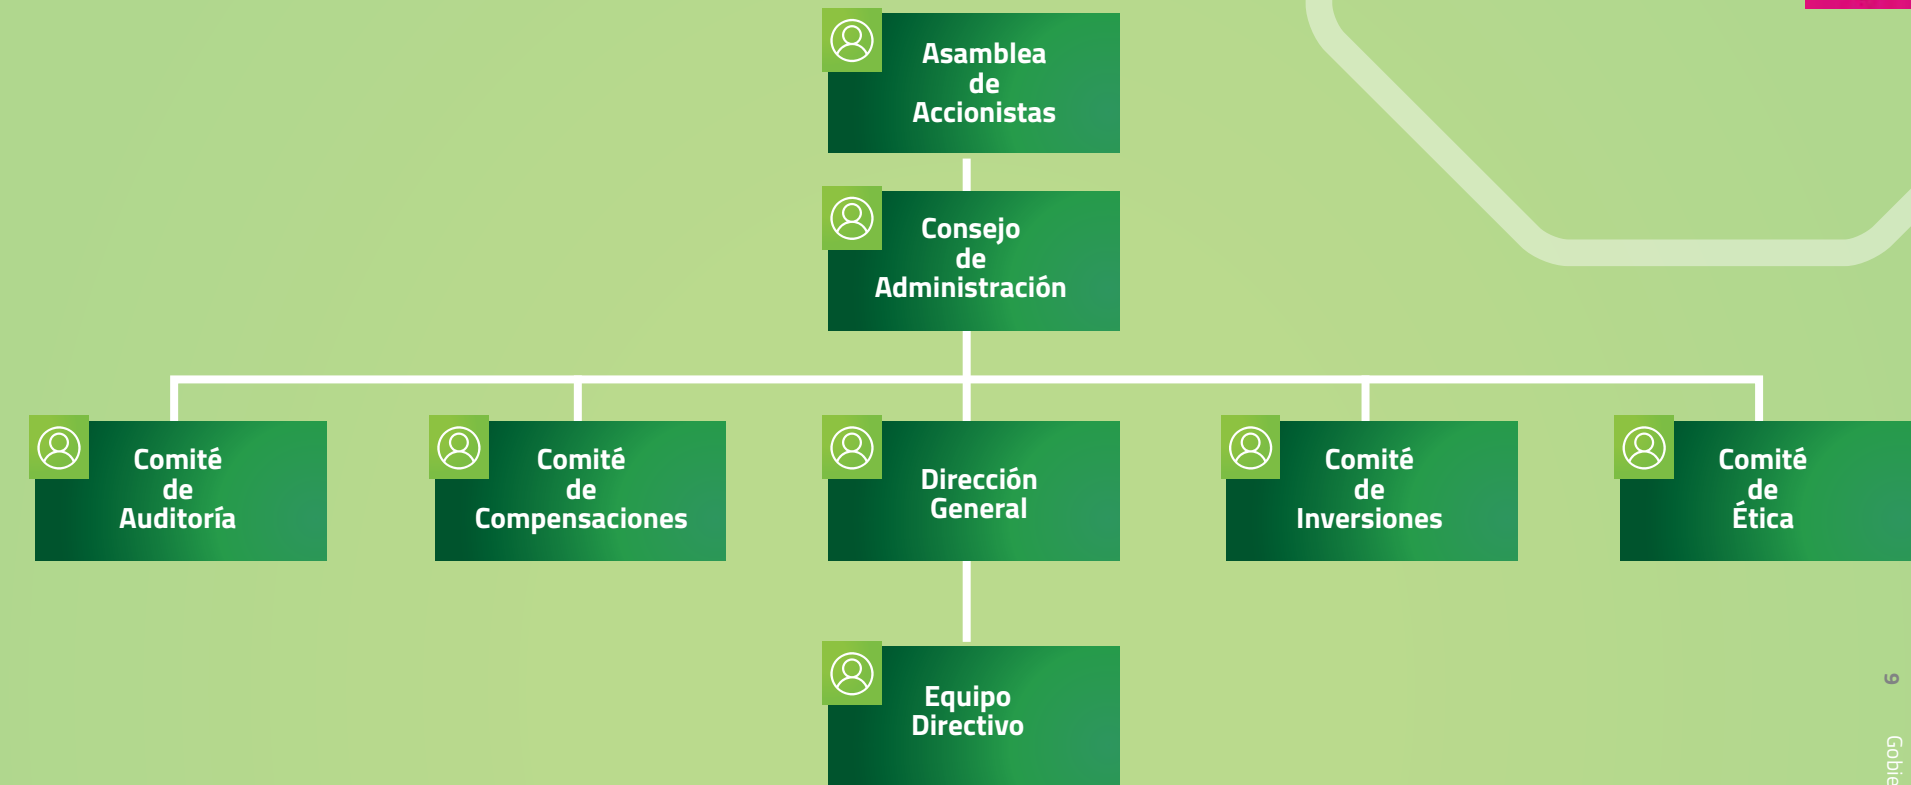 Asamblea
de
Accionistas
Consejo
de
Administración
Comité
de
Auditoría
Comité
de
Compensaciones
Dirección
General
Comité
de
Inversiones
Comité
de
Ética
Equipo
Directivo
9